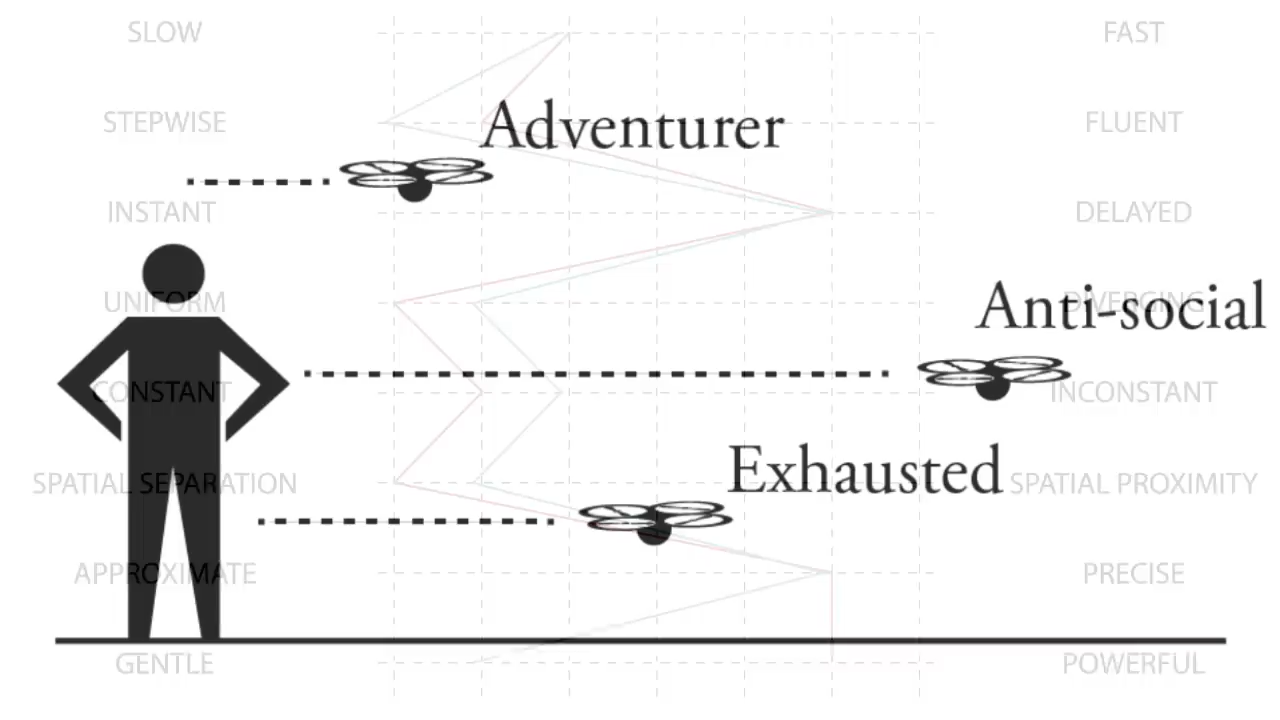 SLOW FAST
Adventurer
STEPWISE FLUENT
INSTANT DELAYED
UNIFORM DIVERGING
Anti-social
CONSTANT INCONSTANT
Exhausted
SPATIAL SEPARATION SPATIAL PROXIMITY
APPROXIMATE PRECISE
GENTLE POWERFUL